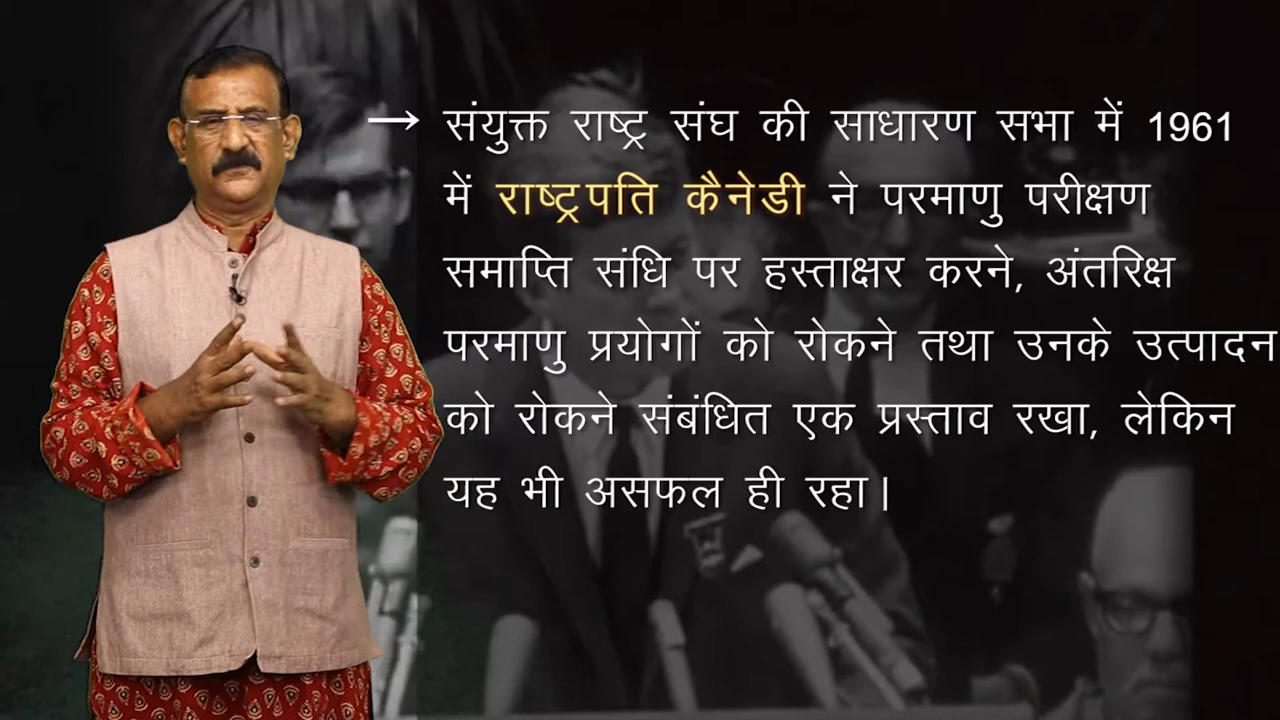 → संयुक्त राष्ट्र संघ की साधारण सभा में 1961
में राष्ट्रपति कैनेडी ने परमाणु परीक्षण
समाप्ति संधि पर हस्ताक्षर करने, अंतरिक्ष
परमाणु प्रयोगों को रोकने तथा उनके उत्पादन
को रोकने संबंधित एक प्रस्ताव रखा, लेकिन
यह भी असफल ही रहा।